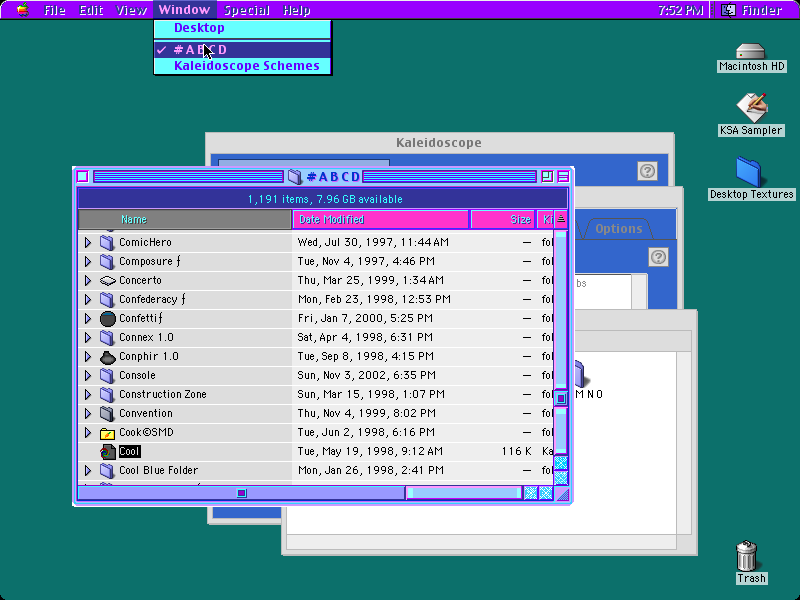 File Edit View Window Special Help 7:52 PM Finder
Desktop
✓ #ABCD
Kaleidoscope Schemes
Macintosh HD
KSA Sampler
Desktop Textures
Kaleidoscope
#ABCD
1,191 items, 7.96 GB available
Name Date Modified Size Ki
ComicHero Wed, Jul 30, 1997, 11:44 AM — fol
Composure ƒ Tue, Nov 4, 1997, 4:46 PM — fol
Concerto Thu, Mar 25, 1999, 1:34 AM — fol
Confederacy ƒ Mon, Feb 23, 1998, 12:53 PM — fol
Confettiƒ Fri, Jan 7, 2000, 5:25 PM — fol
Connex 1.0 Sat, Apr 4, 1998, 6:31 PM — fol
Conphir 1.0 Tue, Sep 8, 1998, 4:15 PM — fol
Console Sun, Nov 3, 2002, 6:35 PM — fol
Construction Zone Sun, Mar 15, 1998, 1:07 PM — fol
Convention Thu, Nov 4, 1999, 8:02 PM — fol
Cook©SMD Tue, Jun 2, 1998, 6:16 PM — fol
Cool Tue, May 19, 1998, 9:12 AM 116 K Ka
Cool Blue Folder Mon, Jan 26, 1998, 2:41 PM — fol
Options
bs
M N O
Trash